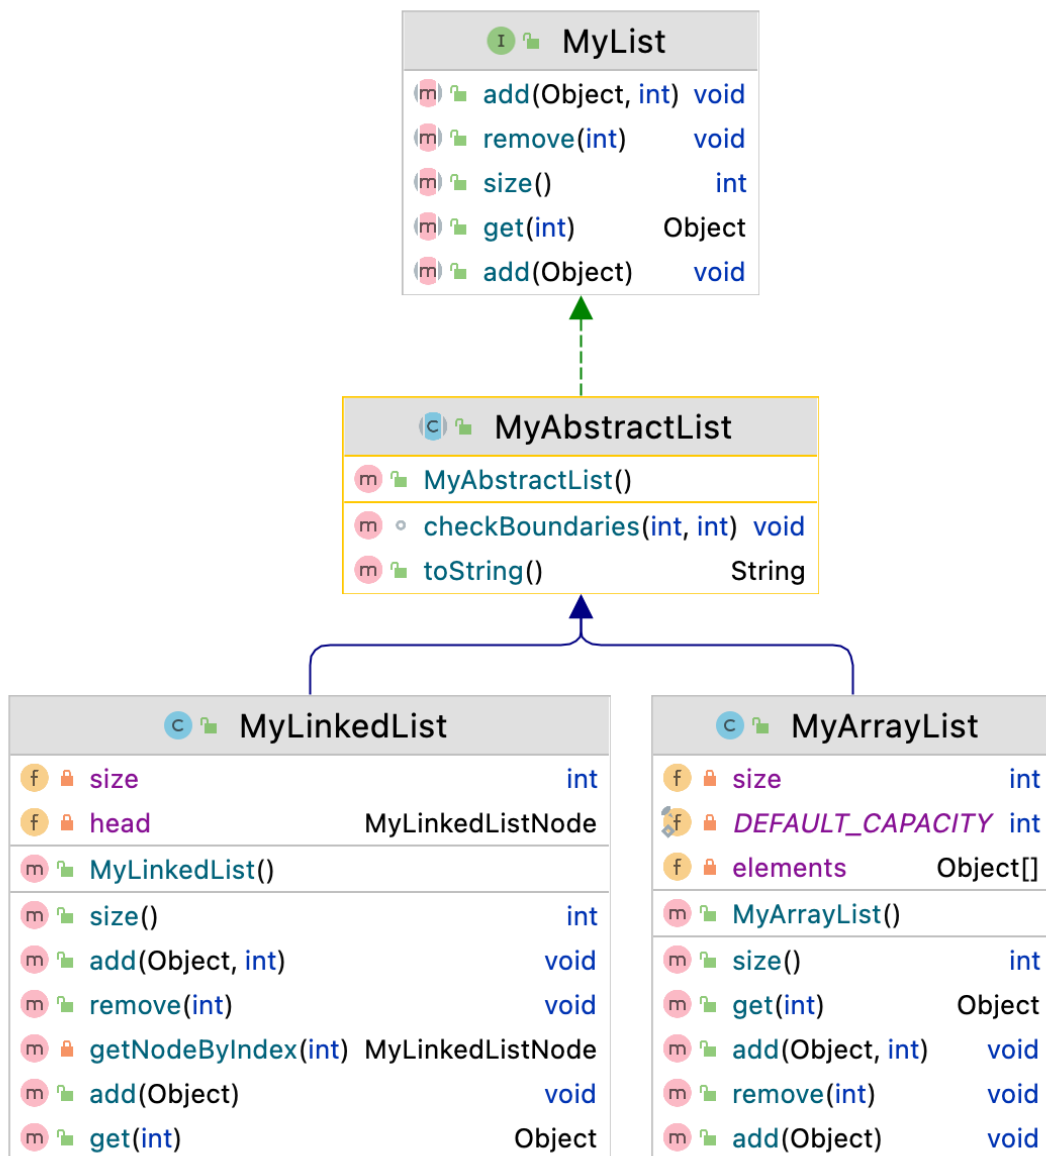 I MyList
m add(Object, int) void
m remove(int) void
m size() int
m get(int) Object
m add(Object) void
C MyAbstractList
m MyAbstractList()
m checkBoundaries(int, int) void
m toString() String
C MyLinkedList
f size int
f head MyLinkedListNode
m MyLinkedList()
m size() int
m add(Object, int) void
m remove(int) void
m getNodeByIndex(int) MyLinkedListNode
m add(Object) void
m get(int) Object
C MyArrayList
f size int
f DEFAULT_CAPACITY int
f elements Object[]
m MyArrayList()
m size() int
m get(int) Object
m add(Object, int) void
m remove(int) void
m add(Object) void